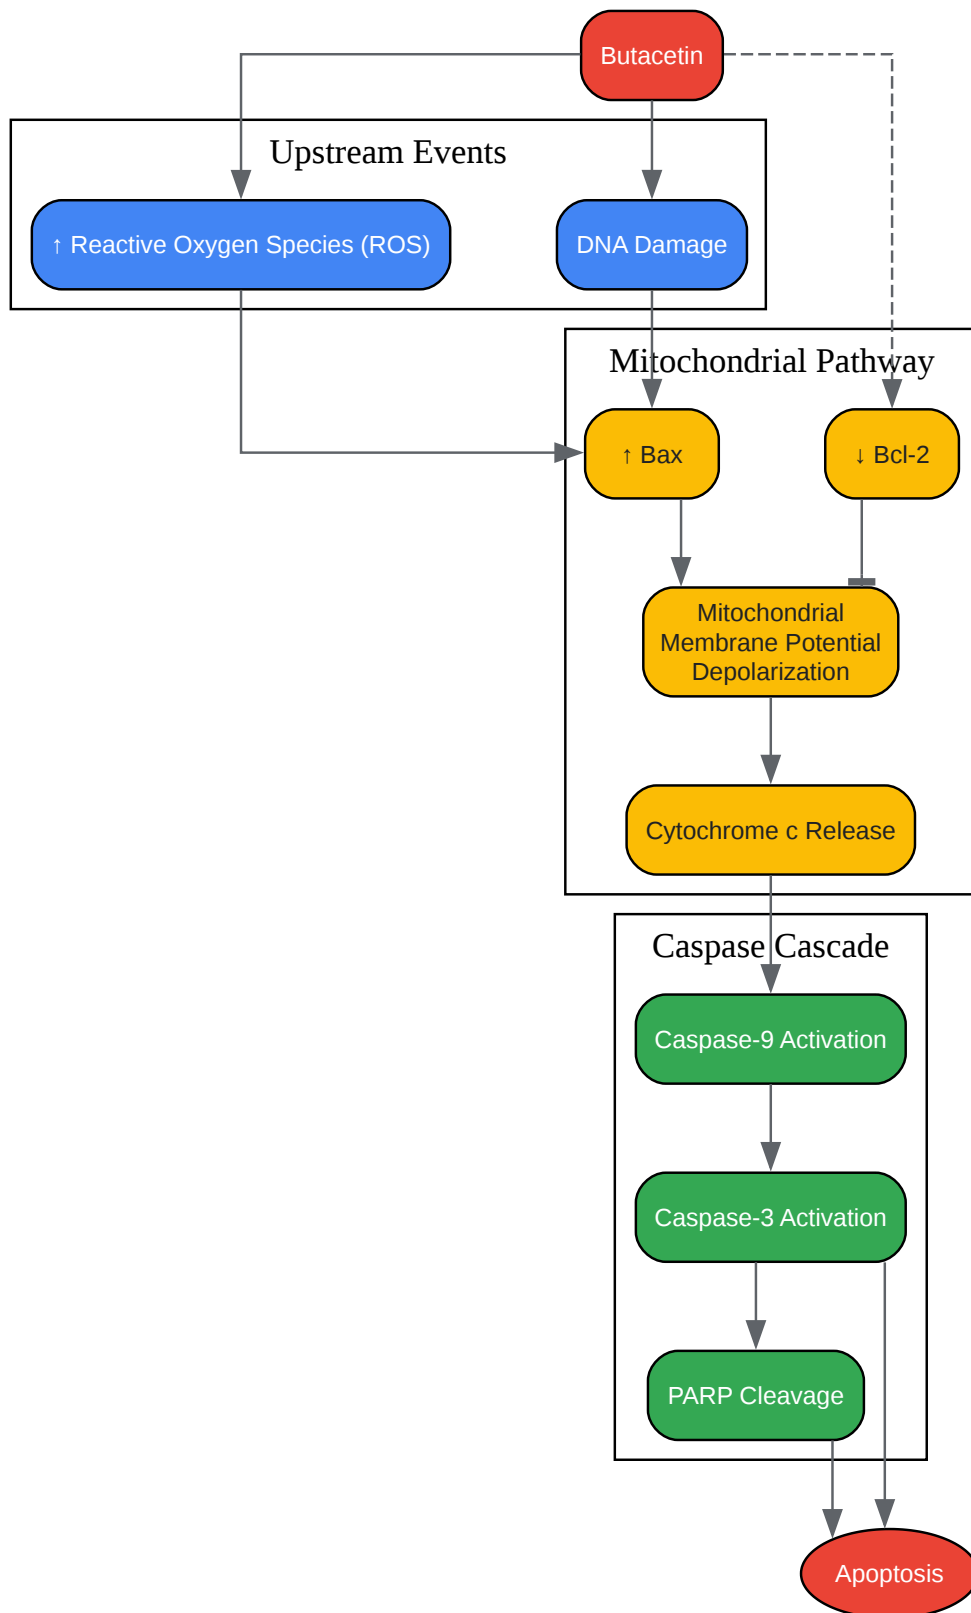 Butacetin
Upstream Events
↑ Reactive Oxygen Species (ROS)
DNA Damage
Mitochondrial Pathway
↑ Bax
↓ Bcl-2
Mitochondrial
Membrane Potential
Depolarization
Cytochrome c Release
Caspase Cascade
Caspase-9 Activation
Caspase-3 Activation
PARP Cleavage
Apoptosis